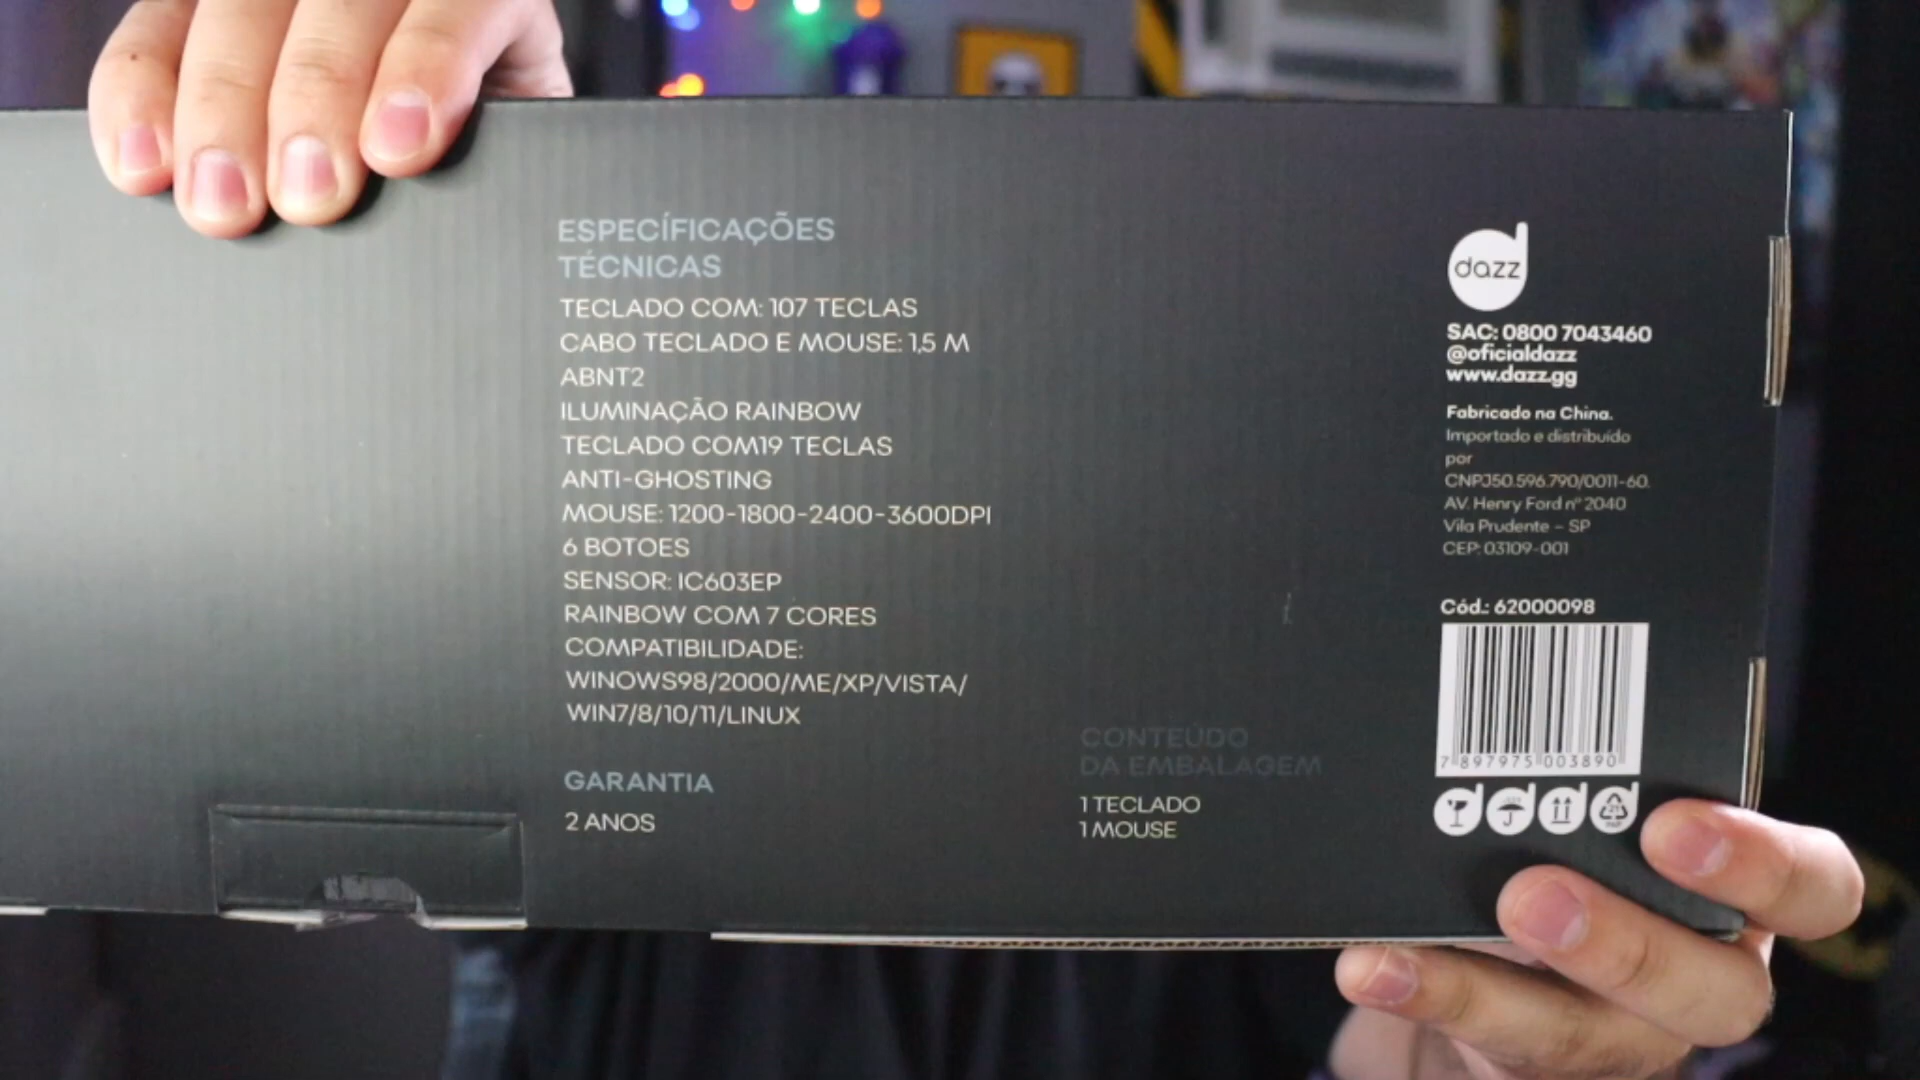 ESPECÍFICAÇÕES
TÉCNICAS
TECLADO COM: 107 TECLAS
CABO TECLADO E MOUSE: 1,5 M
ABNT2
ILUMINAÇÃO RAINBOW
TECLADO COM19 TECLAS
ANTI-GHOSTING
MOUSE: 1200-1800-2400-3600DPI
6 BOTOES
SENSOR: IC603EP
RAINBOW COM 7 CORES
COMPATIBILIDADE:
WINOWS98/2000/ME/XP/VISTA/
WIN7/8/10/11/LINUX
GARANTIA
2 ANOS
CONTEÚDO
DA EMBALAGEM
1 TECLADO
1 MOUSE
dazz
SAC: 0800 7043460
@oficialdazz
www.dazz.gg
Fabricado na China.
Importado e distribuído
por
CNPJ50.596.790/0011-60.
AV. Henry Ford nº 2040
Vila Prudente - SP
CEP: 03109-001
Cód.: 62000098
7 897975 003890